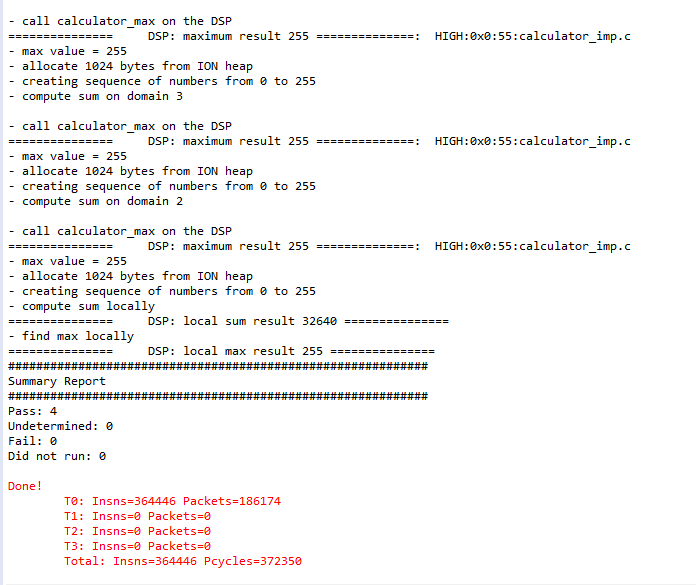 - call calculator_max on the DSP
===============     DSP: maximum result 255 ==============:  HIGH:0x0:55:calculator_imp.c
- max value = 255
- allocate 1024 bytes from ION heap
- creating sequence of numbers from 0 to 255
- compute sum on domain 3

- call calculator_max on the DSP
===============     DSP: maximum result 255 ==============:  HIGH:0x0:55:calculator_imp.c
- max value = 255
- allocate 1024 bytes from ION heap
- creating sequence of numbers from 0 to 255
- compute sum on domain 2

- call calculator_max on the DSP
===============     DSP: maximum result 255 ==============:  HIGH:0x0:55:calculator_imp.c
- max value = 255
- allocate 1024 bytes from ION heap
- creating sequence of numbers from 0 to 255
- compute sum locally
===============     DSP: local sum result 32640 ===============
- find max locally
===============     DSP: local max result 255 ===============
############################################################
Summary Report
############################################################
Pass: 4
Undetermined: 0
Fail: 0
Did not run: 0

Done!
        T0: Insns=364446 Packets=186174
        T1: Insns=0 Packets=0
        T2: Insns=0 Packets=0
        T3: Insns=0 Packets=0
        Total: Insns=364446 Pcycles=372350